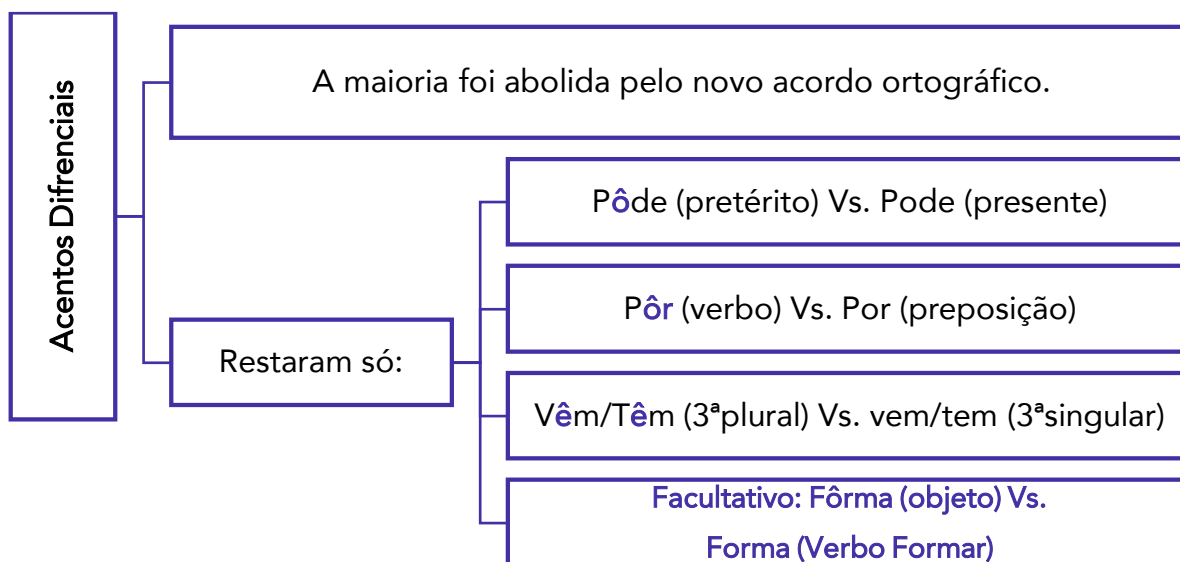 Acentos Difrenciais
A maioria foi abolida pelo novo acordo ortográfico.
Restaram só:
Pôde (pretérito) Vs. Pode (presente)
Pôr (verbo) Vs. Por (preposição)
Vêm/Têm (3ªplural) Vs. vem/tem (3ªsingular)
Facultativo: Fôrma (objeto) Vs.
Forma (Verbo Formar)